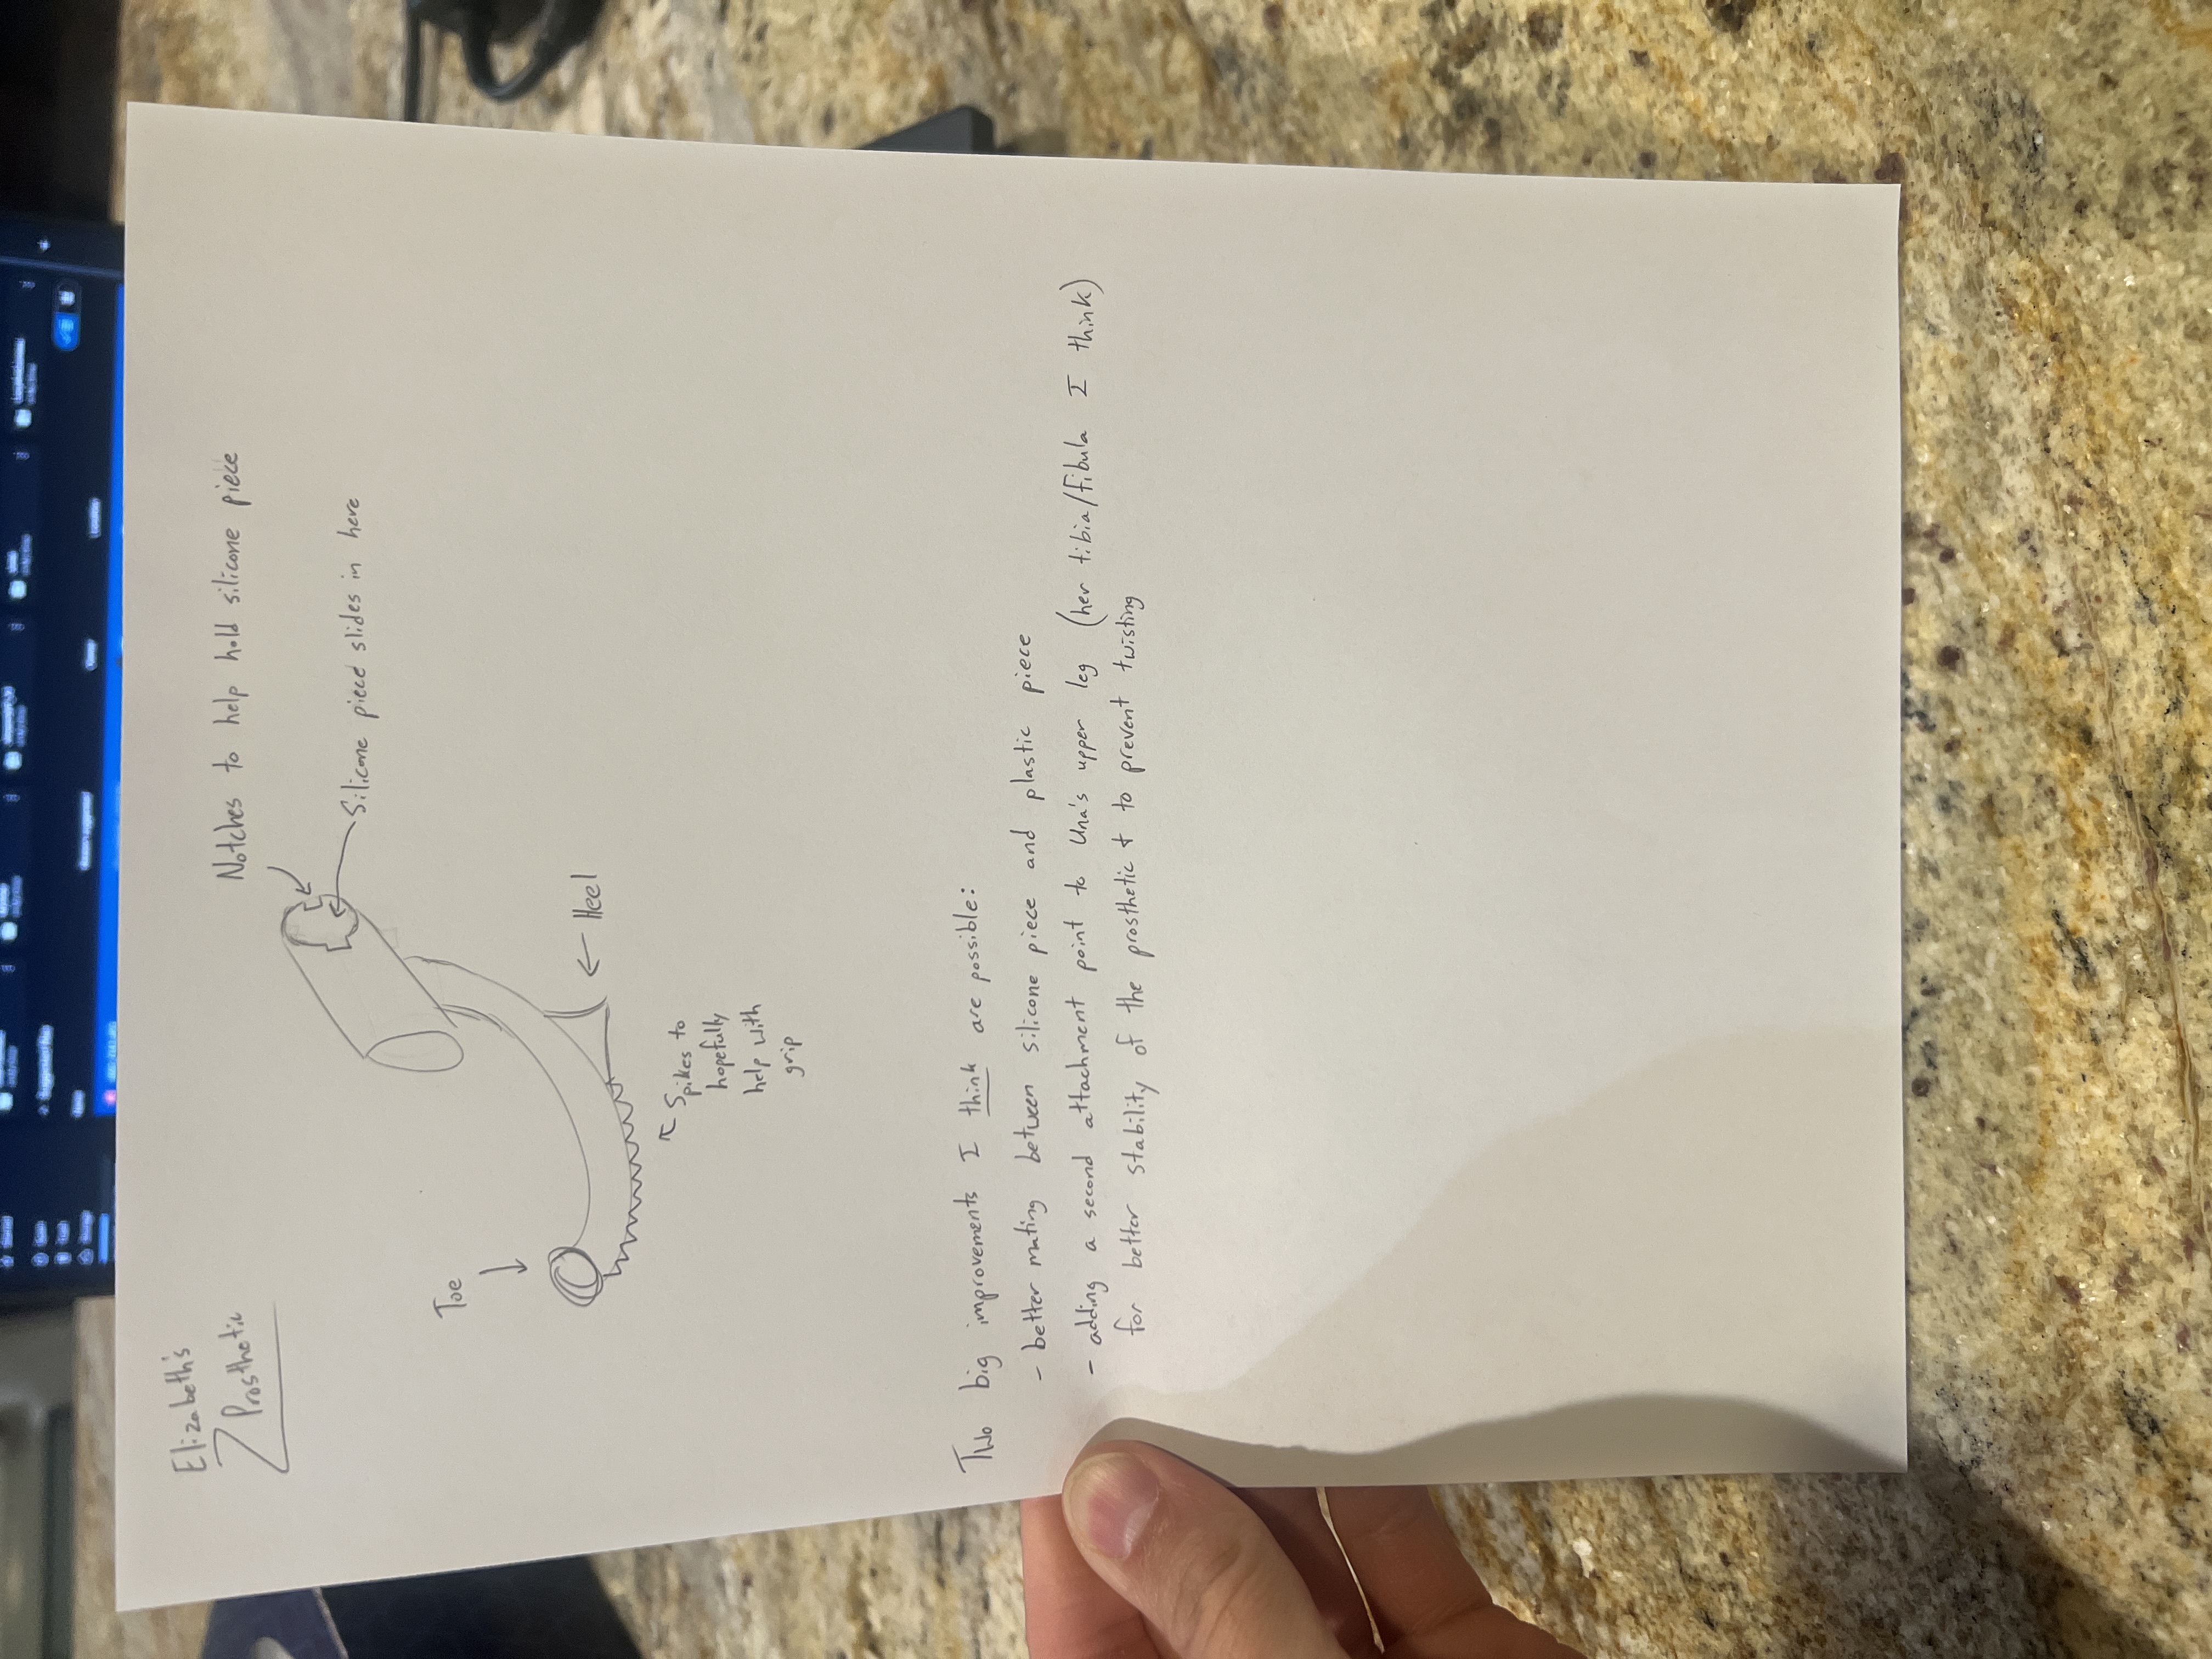 Elizabeth's
Prosthetic
Notches to help hold silicone piece
Silicone piece slides in here
Toe
Heel
Spikes to
hopefully
help with
grip
Two big improvements I think are possible:
- better mating between silicone piece and plastic piece
- adding a second attachment point to Una's upper leg (her tibia/fibula I think)
for better stability of the prosthetic & to prevent twisting